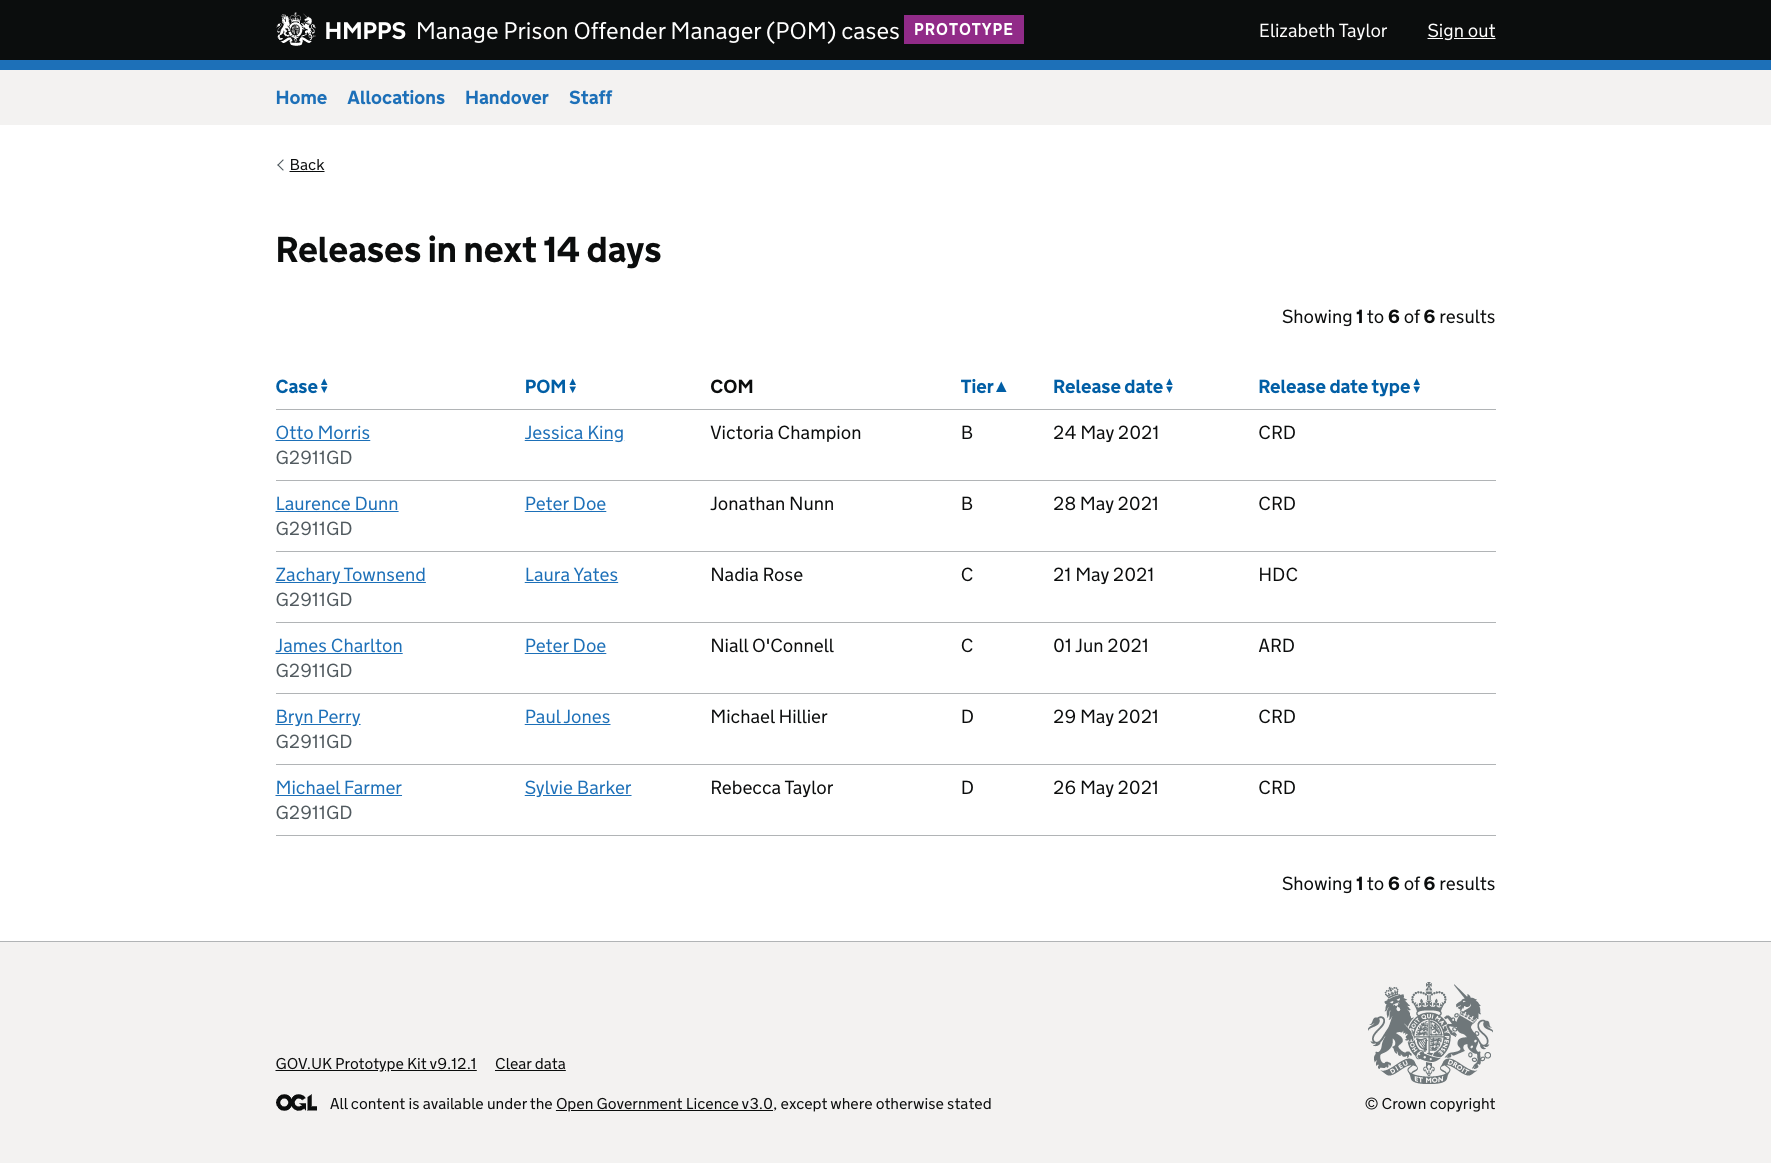 HMPPS Manage Prison Offender Manager (POM) cases PROTOTYPE Elizabeth Taylor Sign out
Home Allocations Handover Staff
Back
Releases in next 14 days
Showing 1 to 6 of 6 results
Case POM COM Tier Release date Release date type
Otto Morris Jessica King Victoria Champion B 24 May 2021 CRD
G2911GD
Laurence Dunn Peter Doe Jonathan Nunn B 28 May 2021 CRD
G2911GD
Zachary Townsend Laura Yates Nadia Rose C 21 May 2021 HDC
G2911GD
James Charlton Peter Doe Niall O'Connell C 01 Jun 2021 ARD
G2911GD
Bryn Perry Paul Jones Michael Hillier D 29 May 2021 CRD
G2911GD
Michael Farmer Sylvie Barker Rebecca Taylor D 26 May 2021 CRD
G2911GD
Showing 1 to 6 of 6 results
DIEU ET MON DROIT
GOV.UK Prototype Kit v9.12.1 Clear data
OGL All content is available under the Open Government Licence v3.0, except where otherwise stated © Crown copyright